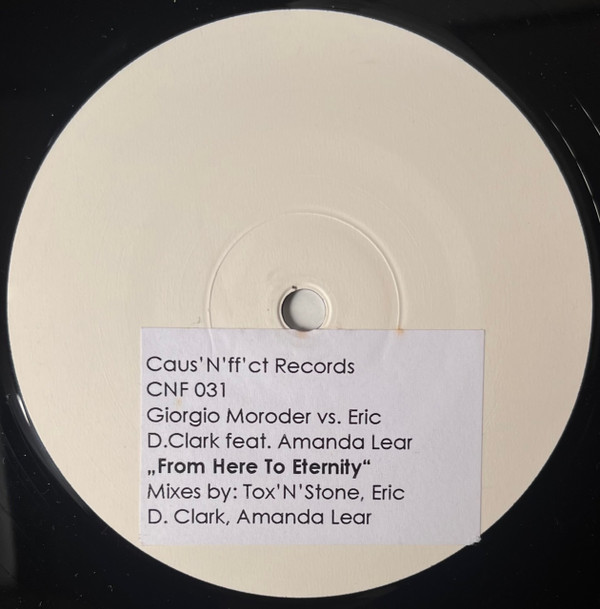 Caus’N’ff’ct Records
CNF 031
Giorgio Moroder vs. Eric
D.Clark feat. Amanda Lear
„From Here To Eternity“
Mixes by: Tox’N’Stone, Eric
D. Clark, Amanda Lear